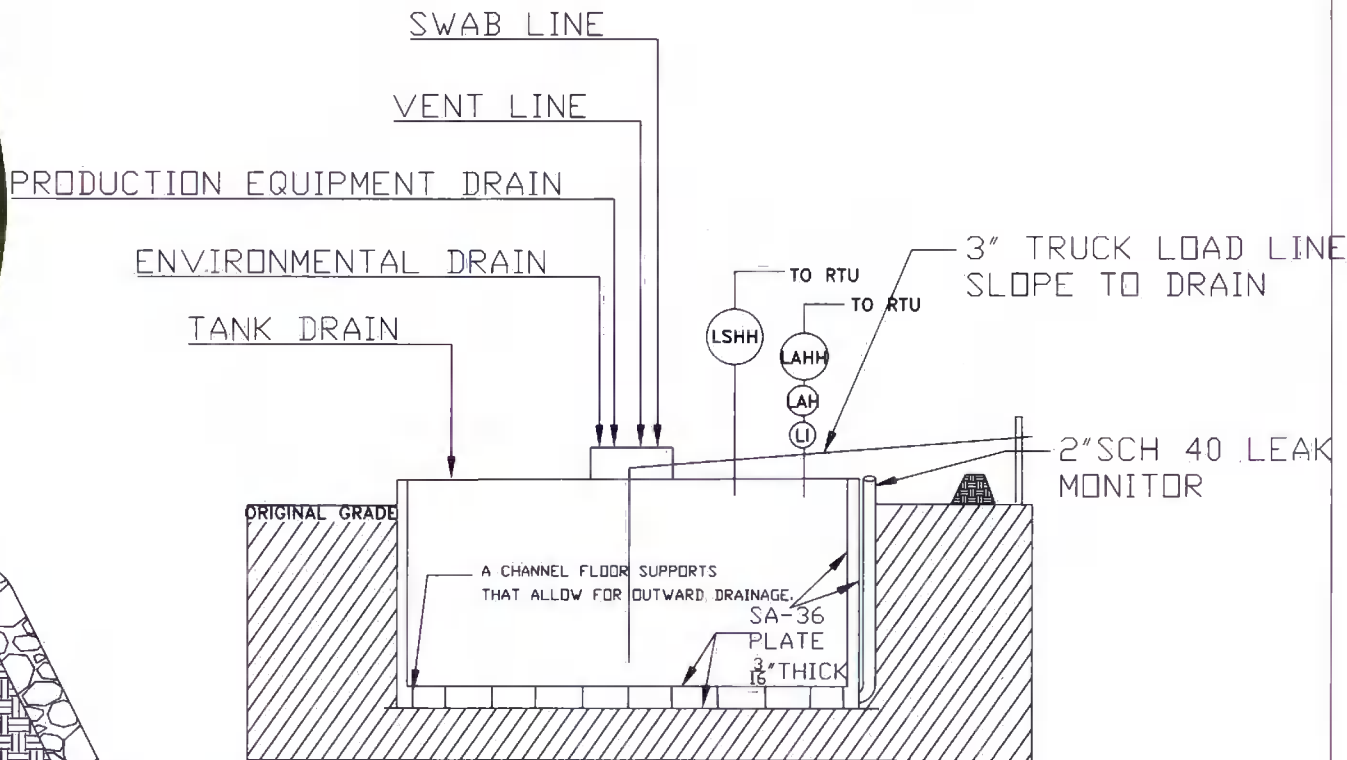 SWAB LINE
VENT LINE
PRODUCTION EQUIPMENT DRAIN
ENVIRONMENTAL DRAIN
TANK DRAIN
TO RTU
TO RTU
3" TRUCK LOAD LINE
SLOPE TO DRAIN
LSHH
LAHH
LAH
LI
2"SCH 40 LEAK
MONITOR
ORIGINAL GRADE
A CHANNEL FLOOR SUPPORTS
THAT ALLOW FOR OUTWARD DRAINAGE.
SA-36
PLATE
3/16" THICK